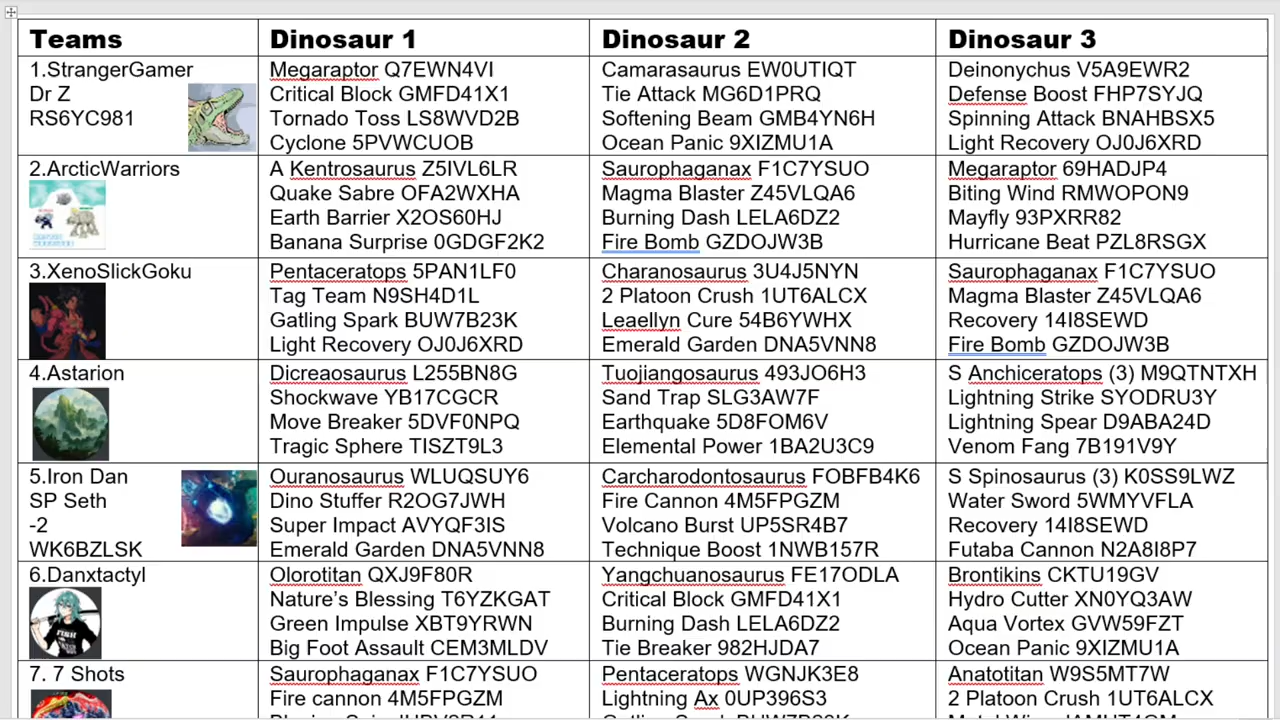 Teams Dinosaur 1 Dinosaur 2 Dinosaur 3
1.StrangerGamer Megaraptor Q7EWN4VI Camarasaurus EW0UTIQT Deinonychus V5A9EWR2
Dr Z Critical Block GMFD41X1 Tie Attack MG6D1PRQ Defense Boost FHP7SYJQ
RS6YC981 Tornado Toss LS8WVD2B Softening Beam GMB4YN6H Spinning Attack BNAHBSX5
Cyclone 5PVWCUOB Ocean Panic 9XIZMU1A Light Recovery OJ0J6XRD
2.ArcticWarriors A Kentrosaurus Z5IVL6LR Saurophaganax F1C7YSUO Megaraptor 69HADJP4
Quake Sabre OFA2WXHA Magma Blaster Z45VLQA6 Biting Wind RMWOPON9
Earth Barrier X2OS60HJ Burning Dash LELA6DZ2 Mayfly 93PXRR82
Banana Surprise 0GDGF2K2 Fire Bomb GZDOJW3B Hurricane Beat PZL8RSGX
3.XenoSlickGoku Pentaceratops 5PAN1LF0 Charanosaurus 3U4J5NYN Saurophaganax F1C7YSUO
Tag Team N9SH4D1L 2 Platoon Crush 1UT6ALCX Magma Blaster Z45VLQA6
Gatling Spark BUW7B23K Leaellyn Cure 54B6YWHX Recovery 14I8SEWD
Light Recovery OJ0J6XRD Emerald Garden DNA5VNN8 Fire Bomb GZDOJW3B
4.Astarion Dicreaosaurus L255BN8G Tuojiangosaurus 493JO6H3 S Anchiceratops (3) M9QTNTXH
Shockwave YB17CGCR Sand Trap SLG3AW7F Lightning Strike SYODRU3Y
Move Breaker 5DVF0NPQ Earthquake 5D8FOM6V Lightning Spear D9ABA24D
Tragic Sphere TISZT9L3 Elemental Power 1BA2U3C9 Venom Fang 7B191V9Y
5.Iron Dan Ouranosaurus WLUQSUY6 Carcharodontosaurus FOBFB4K6 S Spinosaurus (3) K0SS9LWZ
SP Seth Dino Stuffer R2OG7JWH Fire Cannon 4M5FPGZM Water Sword 5WMYVFLA
-2 Super Impact AVYQF3IS Volcano Burst UP5SR4B7 Recovery 14I8SEWD
WK6BZLSK Emerald Garden DNA5VNN8 Technique Boost 1NWB157R Futaba Cannon N2A8I8P7
6.Danxtactyl Olorotitan QXJ9F80R Yangchuanosaurus FE17ODLA Brontikins CKTU19GV
Nature's Blessing T6YZKGAT Critical Block GMFD41X1 Hydro Cutter XN0YQ3AW
Green Impulse XBT9YRWN Burning Dash LELA6DZ2 Aqua Vortex GVW59FZT
Big Foot Assault CEM3MLDV Tie Breaker 982HJDA7 Ocean Panic 9XIZMU1A
7. 7 Shots Saurophaganax F1C7YSUO Pentaceratops WGNJK3E8 Anatotitan W9S5MT7W
Fire cannon 4M5FPGZM Lightning Ax 0UP396S3 2 Platoon Crush 1UT6ALCX